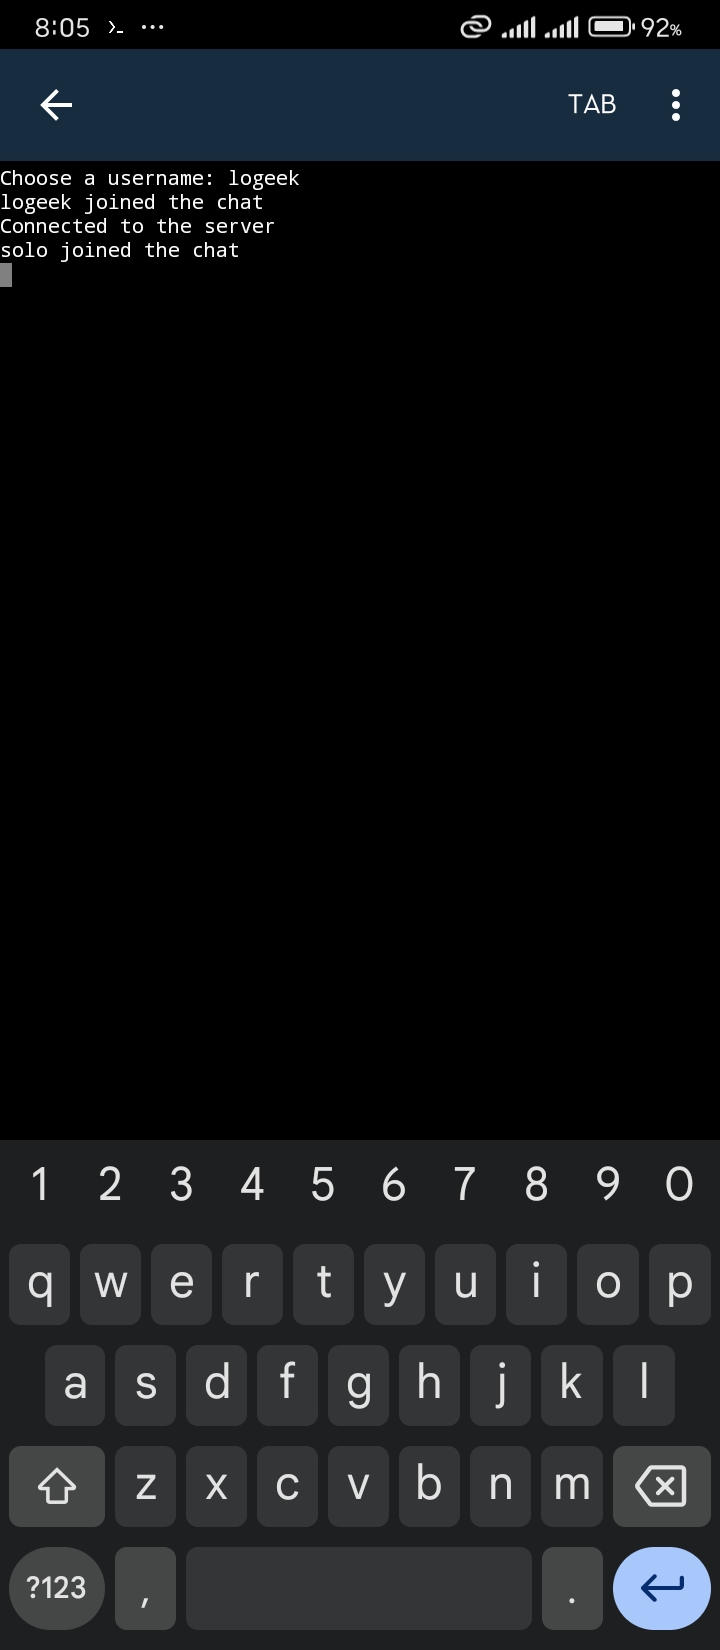 8:05 ... 92%
TAB
Choose a username: logeek
logeek joined the chat
Connected to the server
solo joined the chat
1 2 3 4 5 6 7 8 9 0
q w e r t y u i o p
a s d f g h j k l
z x c v b n m
?123 , .